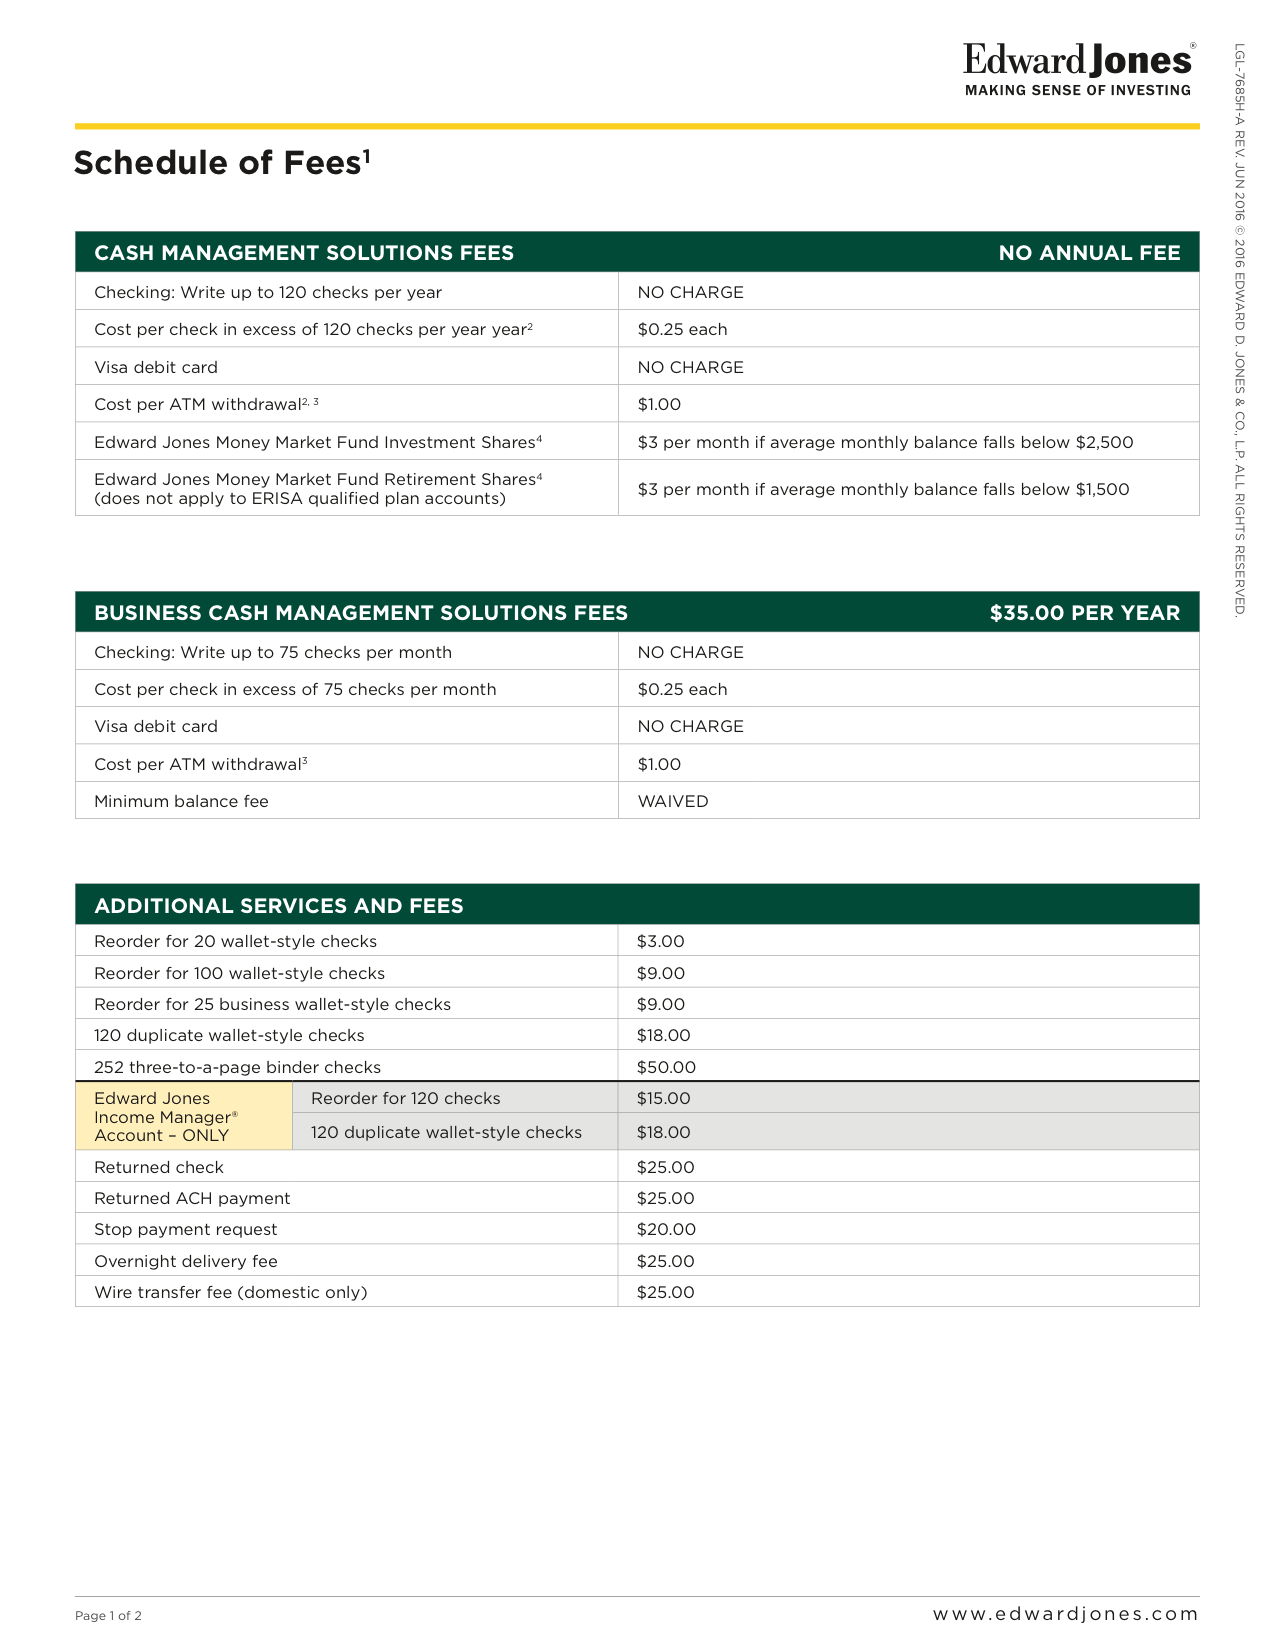 Edward Jones®
MAKING SENSE OF INVESTING
Schedule of Fees¹
CASH MANAGEMENT SOLUTIONS FEES NO ANNUAL FEE
Checking: Write up to 120 checks per year NO CHARGE
Cost per check in excess of 120 checks per year year² $0.25 each
Visa debit card NO CHARGE
Cost per ATM withdrawal², ³ $1.00
Edward Jones Money Market Fund Investment Shares⁴ $3 per month if average monthly balance falls below $2,500
Edward Jones Money Market Fund Retirement Shares⁴
(does not apply to ERISA qualified plan accounts) $3 per month if average monthly balance falls below $1,500
BUSINESS CASH MANAGEMENT SOLUTIONS FEES $35.00 PER YEAR
Checking: Write up to 75 checks per month NO CHARGE
Cost per check in excess of 75 checks per month $0.25 each
Visa debit card NO CHARGE
Cost per ATM withdrawal³ $1.00
Minimum balance fee WAIVED
ADDITIONAL SERVICES AND FEES
Reorder for 20 wallet-style checks $3.00
Reorder for 100 wallet-style checks $9.00
Reorder for 25 business wallet-style checks $9.00
120 duplicate wallet-style checks $18.00
252 three-to-a-page binder checks $50.00
Edward Jones
Income Manager®
Account – ONLY
Reorder for 120 checks $15.00
120 duplicate wallet-style checks $18.00
Returned check $25.00
Returned ACH payment $25.00
Stop payment request $20.00
Overnight delivery fee $25.00
Wire transfer fee (domestic only) $25.00
Page 1 of 2 www.edwardjones.com
LGL-7685H-A REV. JUN 2016 © 2016 EDWARD D. JONES & CO., L.P. ALL RIGHTS RESERVED.